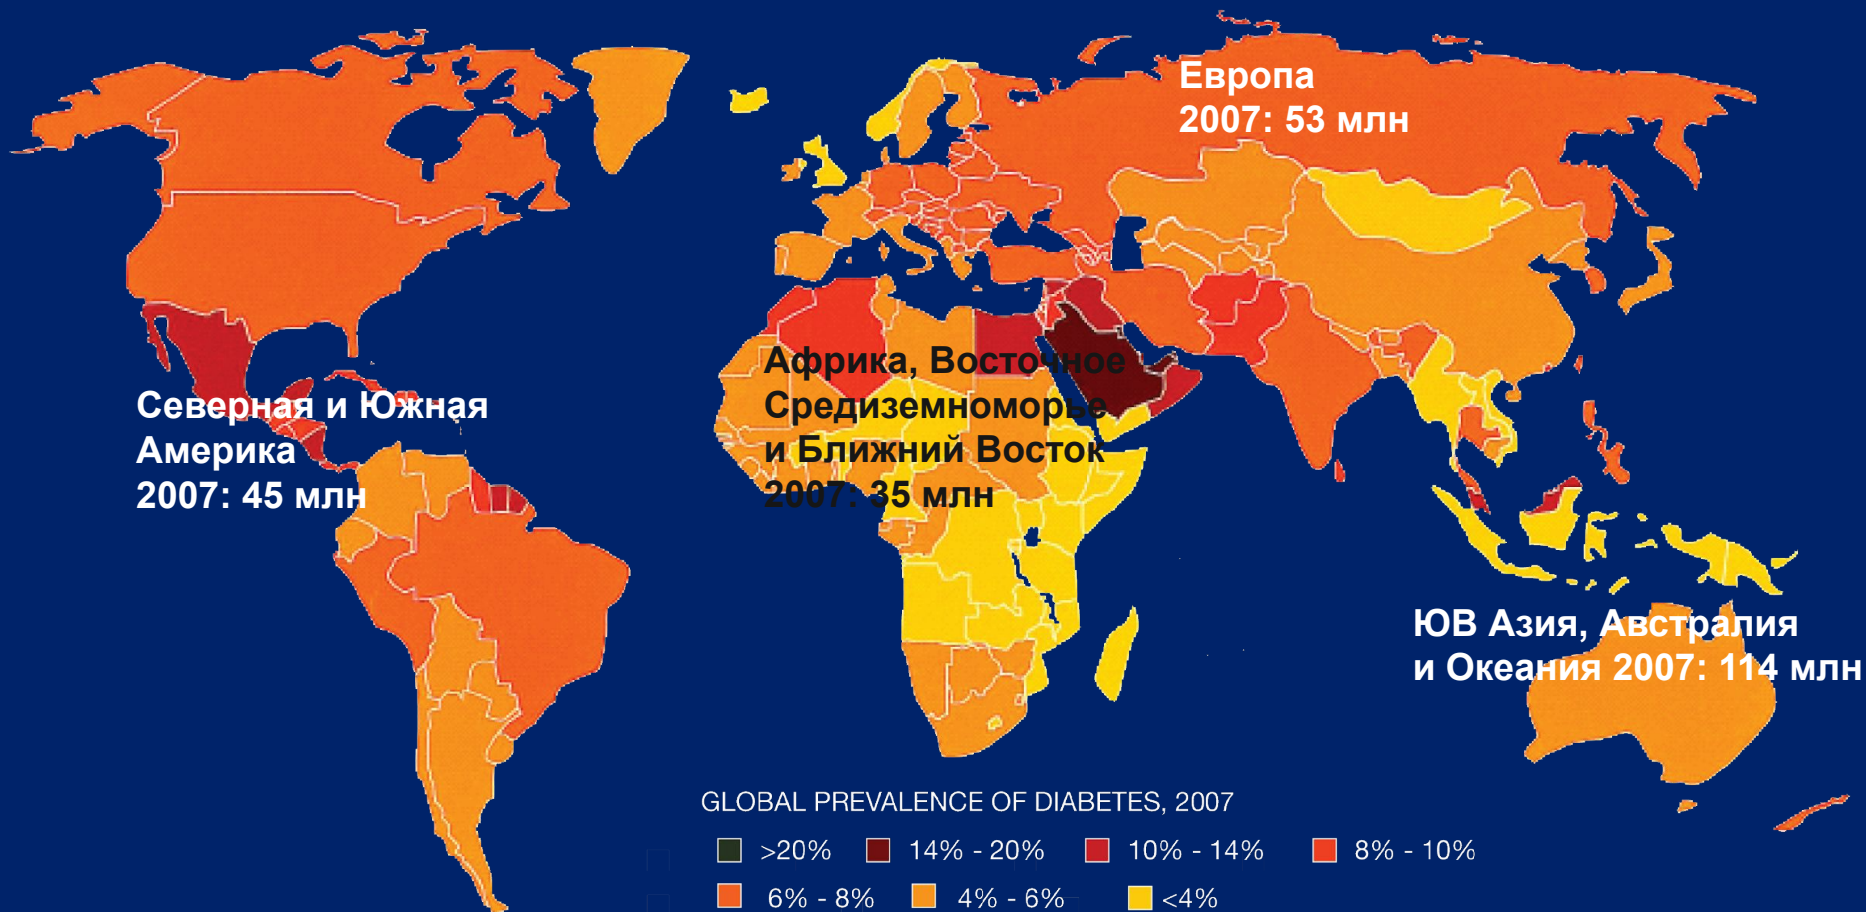 Европа
2007: 53 млн
Африка, Восточное
Средиземноморье
и Ближний Восток
2007: 35 млн
Северная и Южная
Америка
2007: 45 млн
ЮВ Азия, Австралия
и Океания 2007: 114 млн
GLOBAL PREVALENCE OF DIABETES, 2007
>20% 14% - 20% 10% - 14% 8% - 10%
6% - 8% 4% - 6% <4%